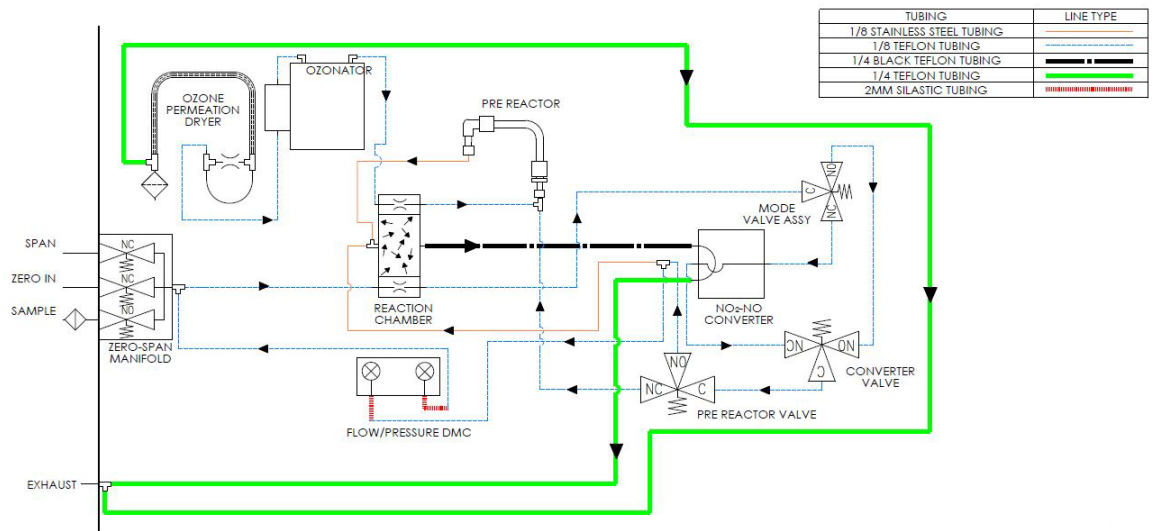 TUBING LINE TYPE
1/8 STAINLESS STEEL TUBING
1/8 TEFLON TUBING
1/4 BLACK TEFLON TUBING
1/4 TEFLON TUBING
2MM SILASTIC TUBING
OZONATOR
OZONE
PERMEATION
DRYER
PRE REACTOR
C
NO
NC
MODE
VALVE ASSY
SPAN
ZERO IN
SAMPLE
NC
NC
NO
ZERO-SPAN
MANIFOLD
REACTION
CHAMBER
NO2-NO
CONVERTER
NC
NO
C
CONVERTER
VALVE
NO
NC
C
PRE REACTOR VALVE
FLOW/PRESSURE DMC
EXHAUST